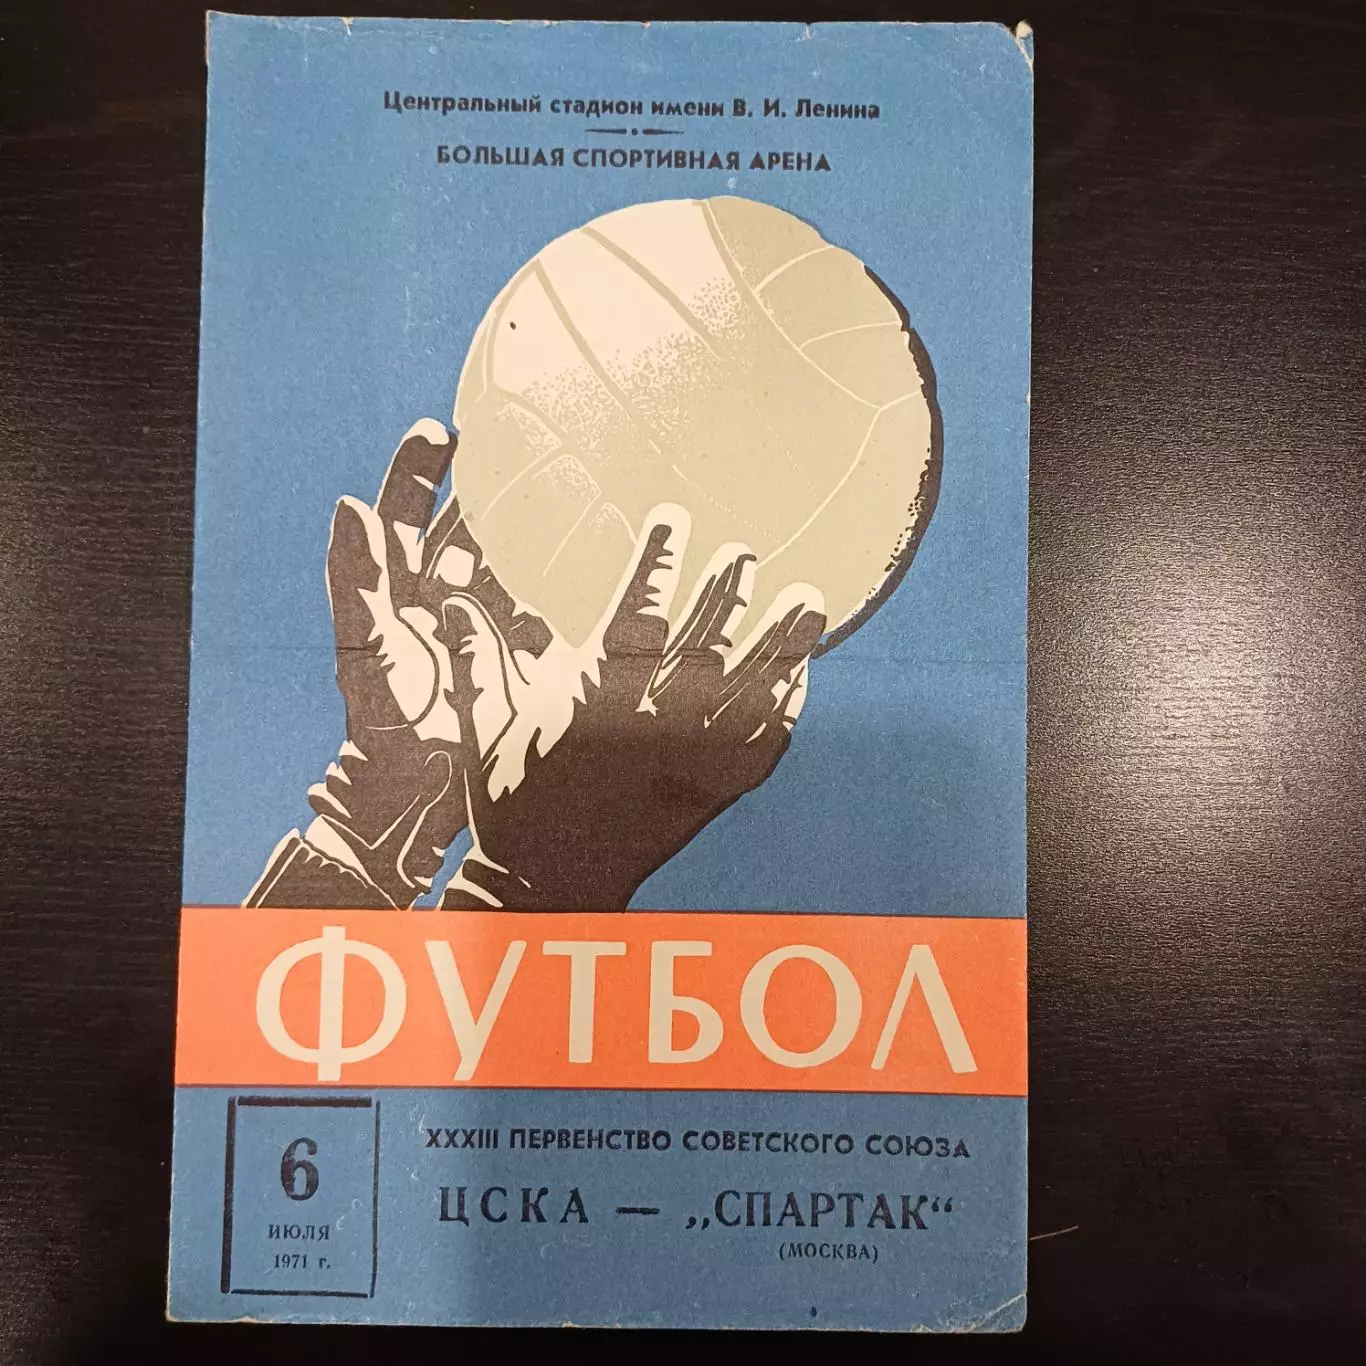 Центральный стадион имени В. И. Ленина
БОЛЬШАЯ СПОРТИВНАЯ АРЕНА
ФУТБОЛ
6
ИЮЛЯ
1971 г.
XXXIII ПЕРВЕНСТВО СОВЕТСКОГО СОЮЗА
ЦСКА — „СПАРТАК“
(МОСКВА)